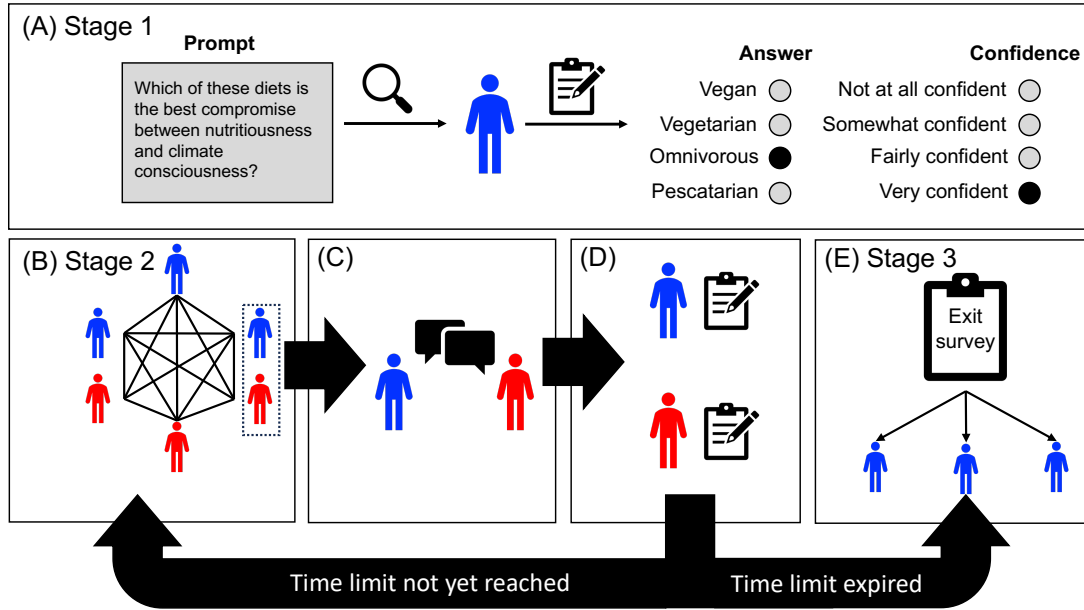 (A) Stage 1
Prompt
Which of these diets is
the best compromise
between nutritiousness
and climate
consciousness?
Answer
Vegan
Vegetarian
Omnivorous
Pescatarian
Confidence
Not at all confident
Somewhat confident
Fairly confident
Very confident
(B) Stage 2
(C)
(D)
(E) Stage 3
Exit
survey
Time limit not yet reached
Time limit expired